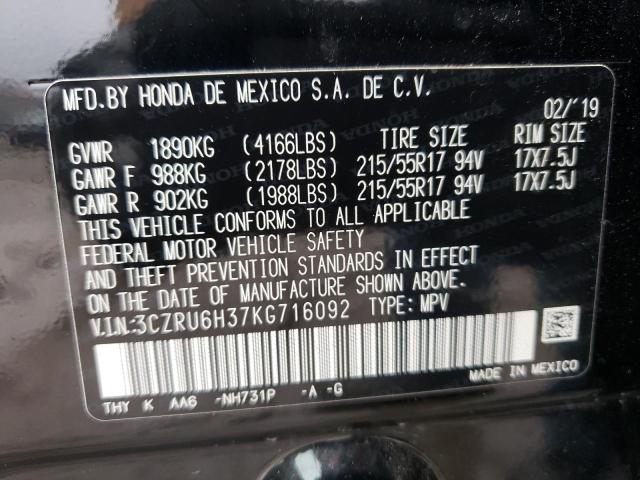 MFD.BY HONDA DE MEXICO S.A. DE C.V.
02/'19
GVWR 1890KG (4166LBS) TIRE SIZE RIM SIZE
GAWR F 988KG (2178LBS) 215/55R17 94V 17X7.5J
GAWR R 902KG (1988LBS) 215/55R17 94V 17X7.5J
THIS VEHICLE CONFORMS TO ALL APPLICABLE
FEDERAL MOTOR VEHICLE SAFETY
AND THEFT PREVENTION STANDARDS IN EFFECT
ON THE DATE OF MANUFACTURE SHOWN ABOVE.
V.I.N.:3CZRU6H37KG716092 TYPE: MPV
THY K AA6 -NH731P -A -G
MADE IN MEXICO